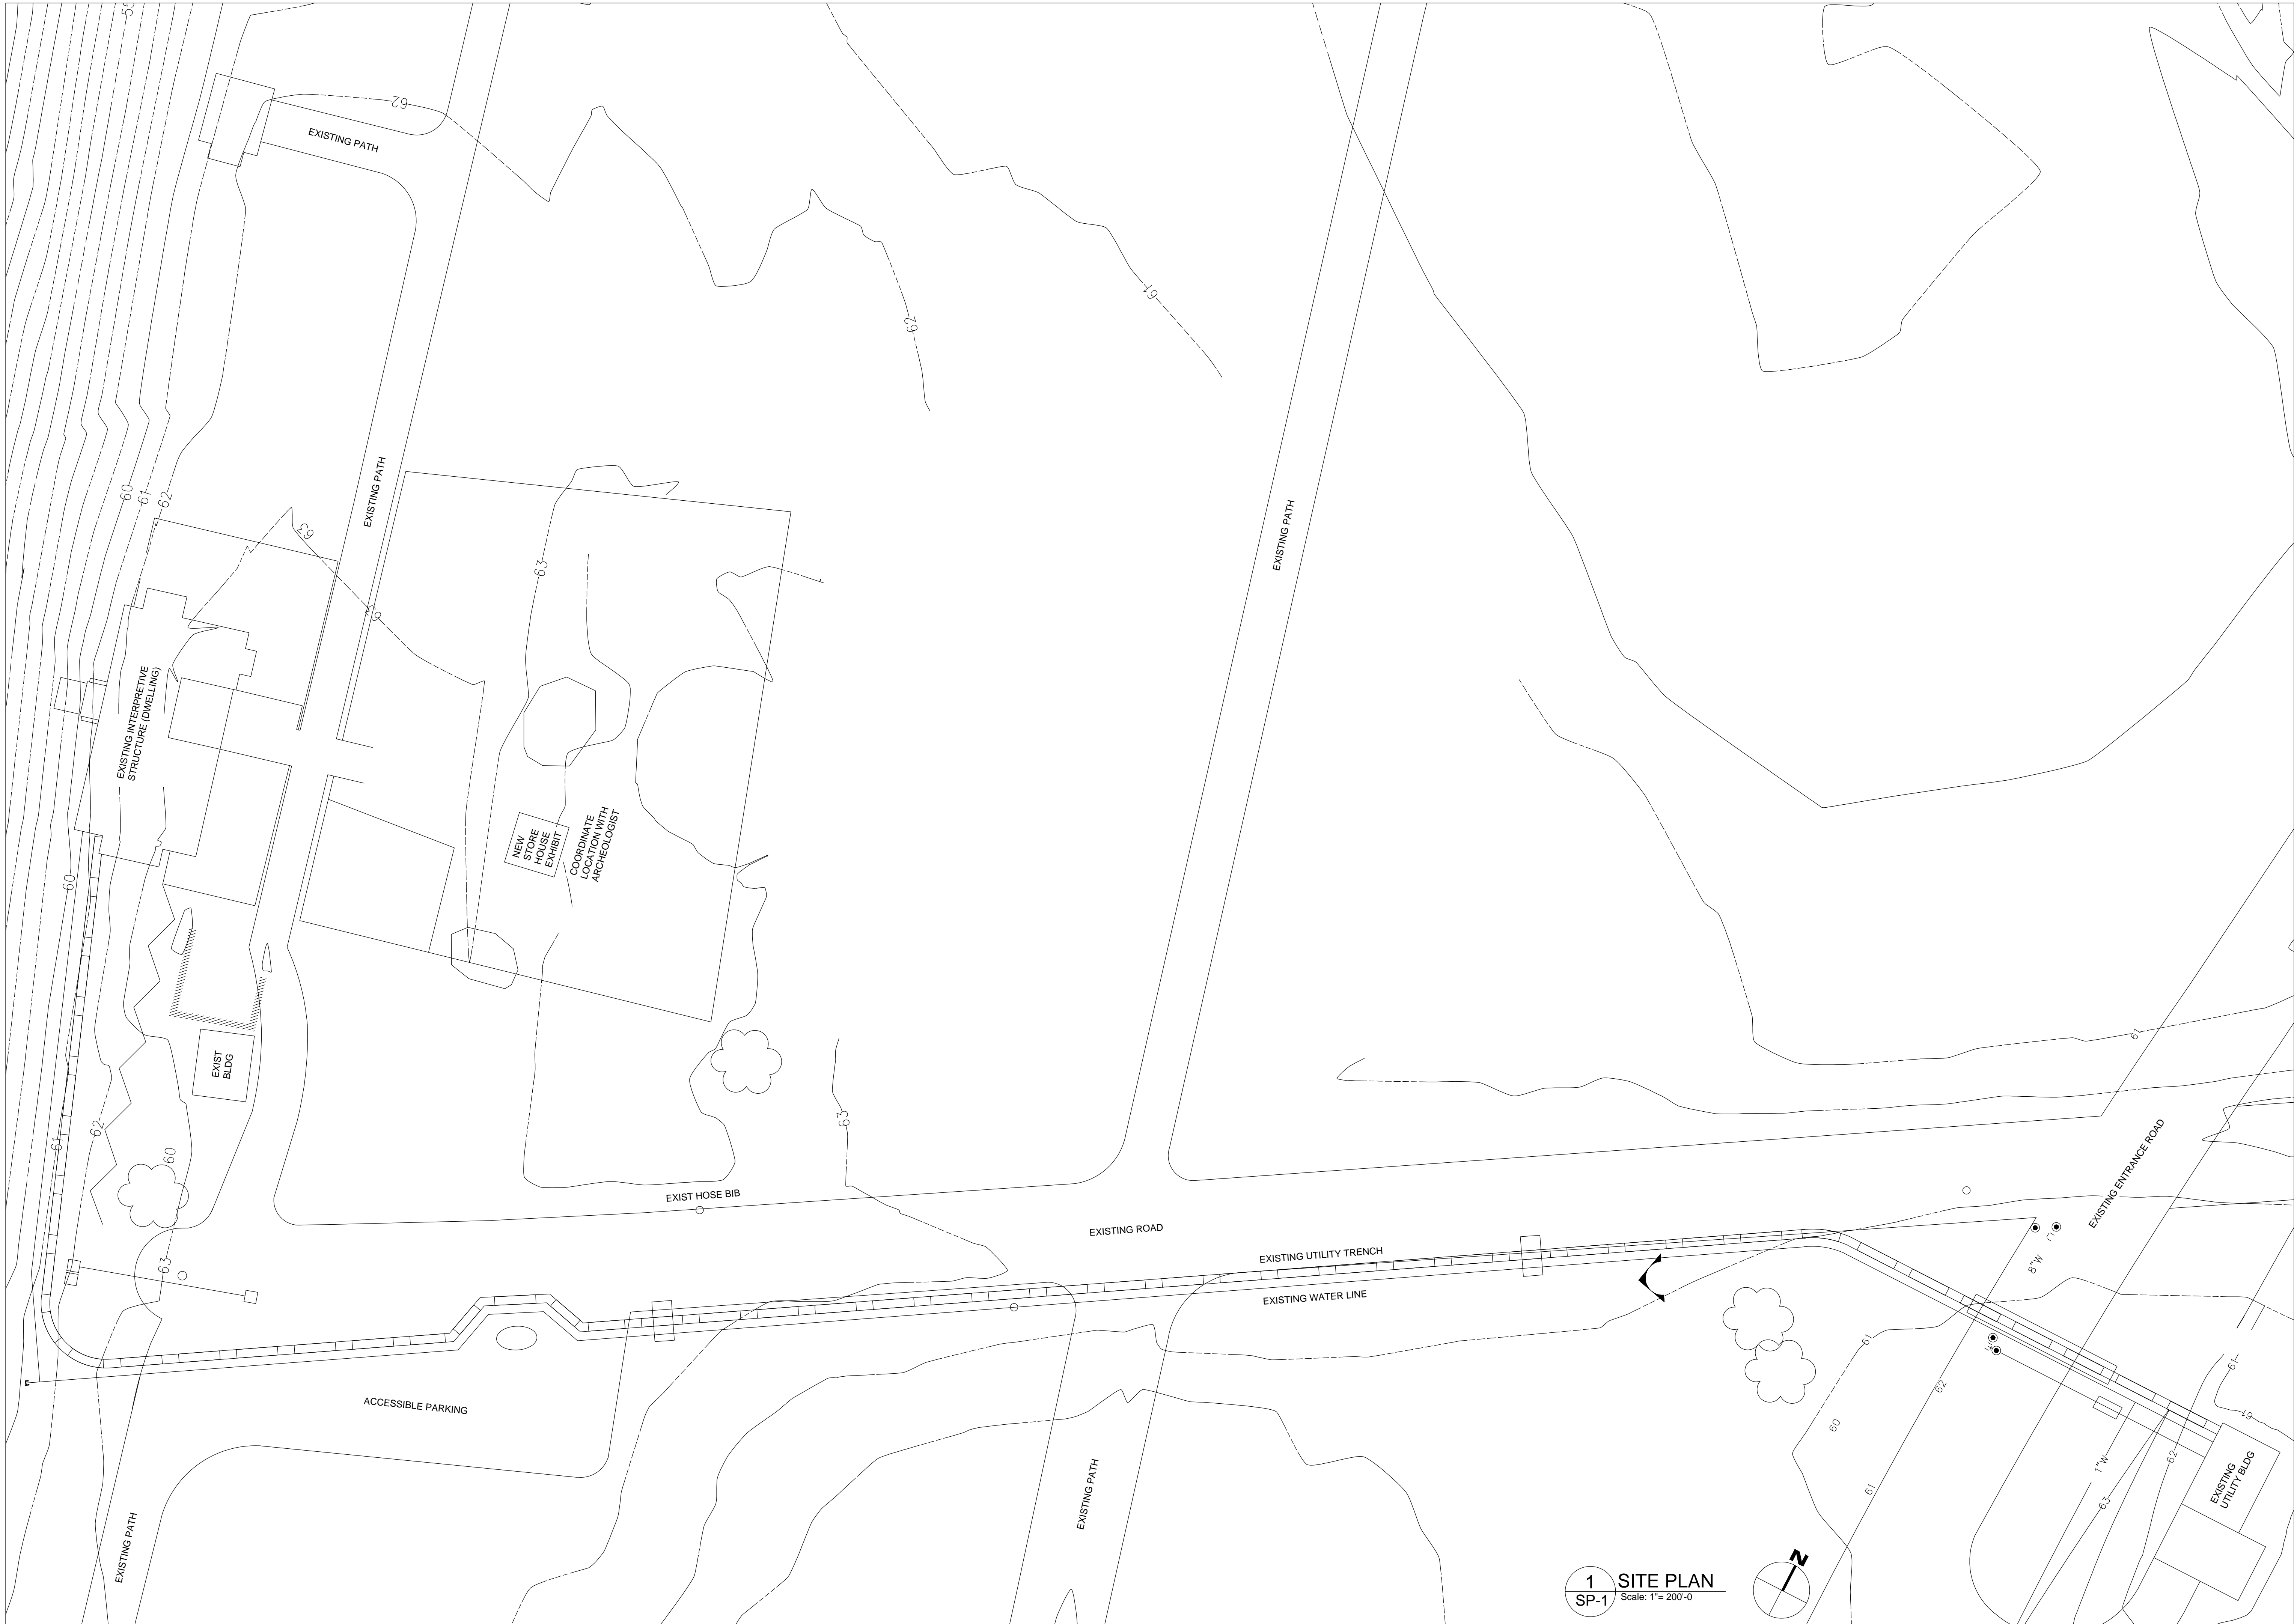 55
62
EXISTING PATH
61
62
EXISTING PATH
60
61
62
63
63
63
EXISTING PATH
EXISTING INTERPRETIVE
STRUCTURE (DWELLING)
NEW
STORE
HOUSE
EXHIBIT
COORDINATE
LOCATION WITH
ARCHEOLOGIST
60
EXIST
BLDG
61
62
60
63
63
61
EXIST HOSE BIB
EXISTING ROAD
EXISTING ENTRANCE ROAD
EXISTING UTILITY TRENCH
EXISTING WATER LINE
8"W
ACCESSIBLE PARKING
61
62
60
61
61
61
62
63
1"W
EXISTING
UTILITY BLDG
EXISTING PATH
EXISTING PATH
1
SP-1
SITE PLAN
Scale: 1"= 200'-0
N